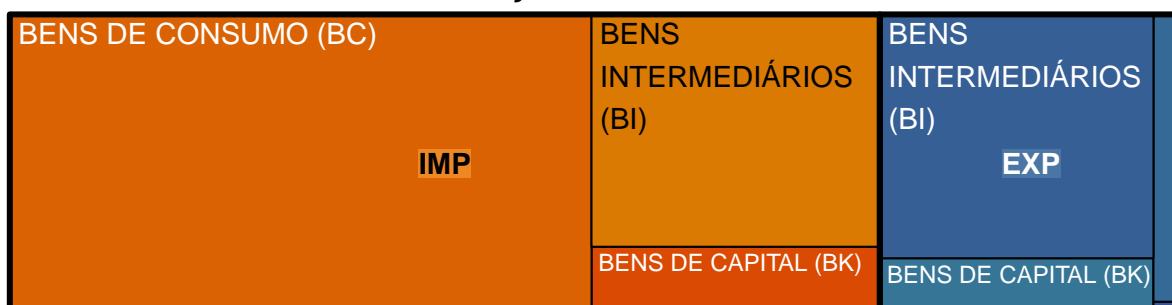 BENS DE CONSUMO (BC)
IMP
BENS
INTERMEDIÁRIOS
(BI)
BENS DE CAPITAL (BK)
BENS
INTERMEDIÁRIOS
(BI)
EXP
BENS DE CAPITAL (BK)